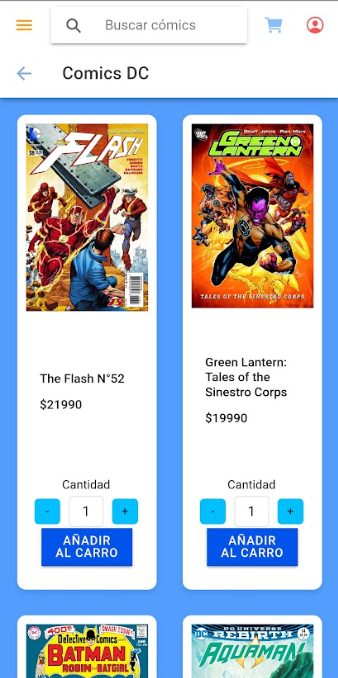 Buscar cómics
Comics DC
FLASH
GREEN
LANTERN
TALES OF THE SINESTRO CORPS
The Flash N°52
$21990
Green Lantern:
Tales of the
Sinestro Corps
$19990
Cantidad
- 1 +
AÑADIR
AL CARRO
Cantidad
- 1 +
AÑADIR
AL CARRO
Detective Comics
BATMAN
ROBIN AND BATGIRL
DC UNIVERSE
REBIRTH
AQUAMAN